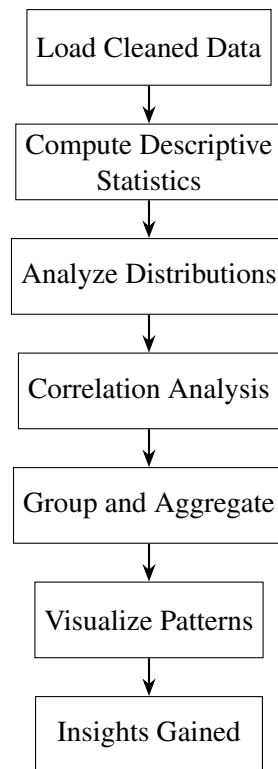 Load Cleaned Data
Compute Descriptive
Statistics
Analyze Distributions
Correlation Analysis
Group and Aggregate
Visualize Patterns
Insights Gained